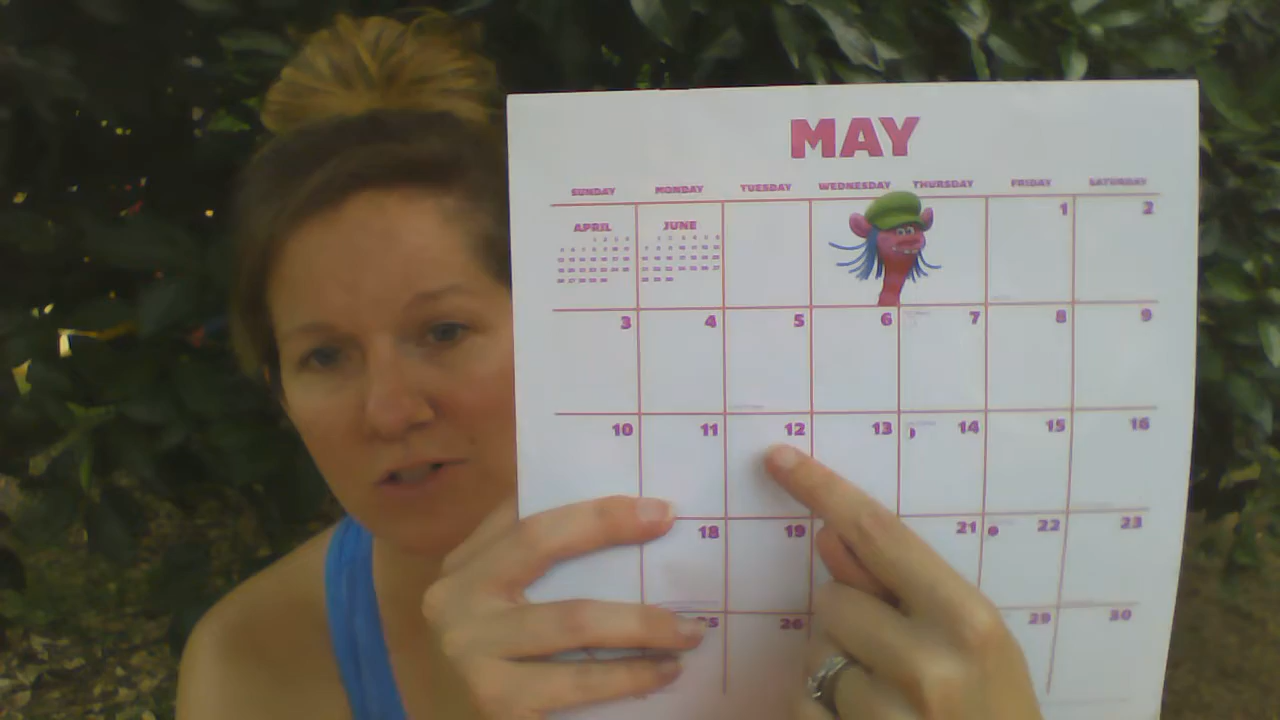 MAY
SUNDAY MONDAY TUESDAY WEDNESDAY THURSDAY FRIDAY SATURDAY
APRIL JUNE 1 2
3 4 5 6 7 8 9
10 11 12 13 14 15 16
18 19 21 22 23
26 29 30